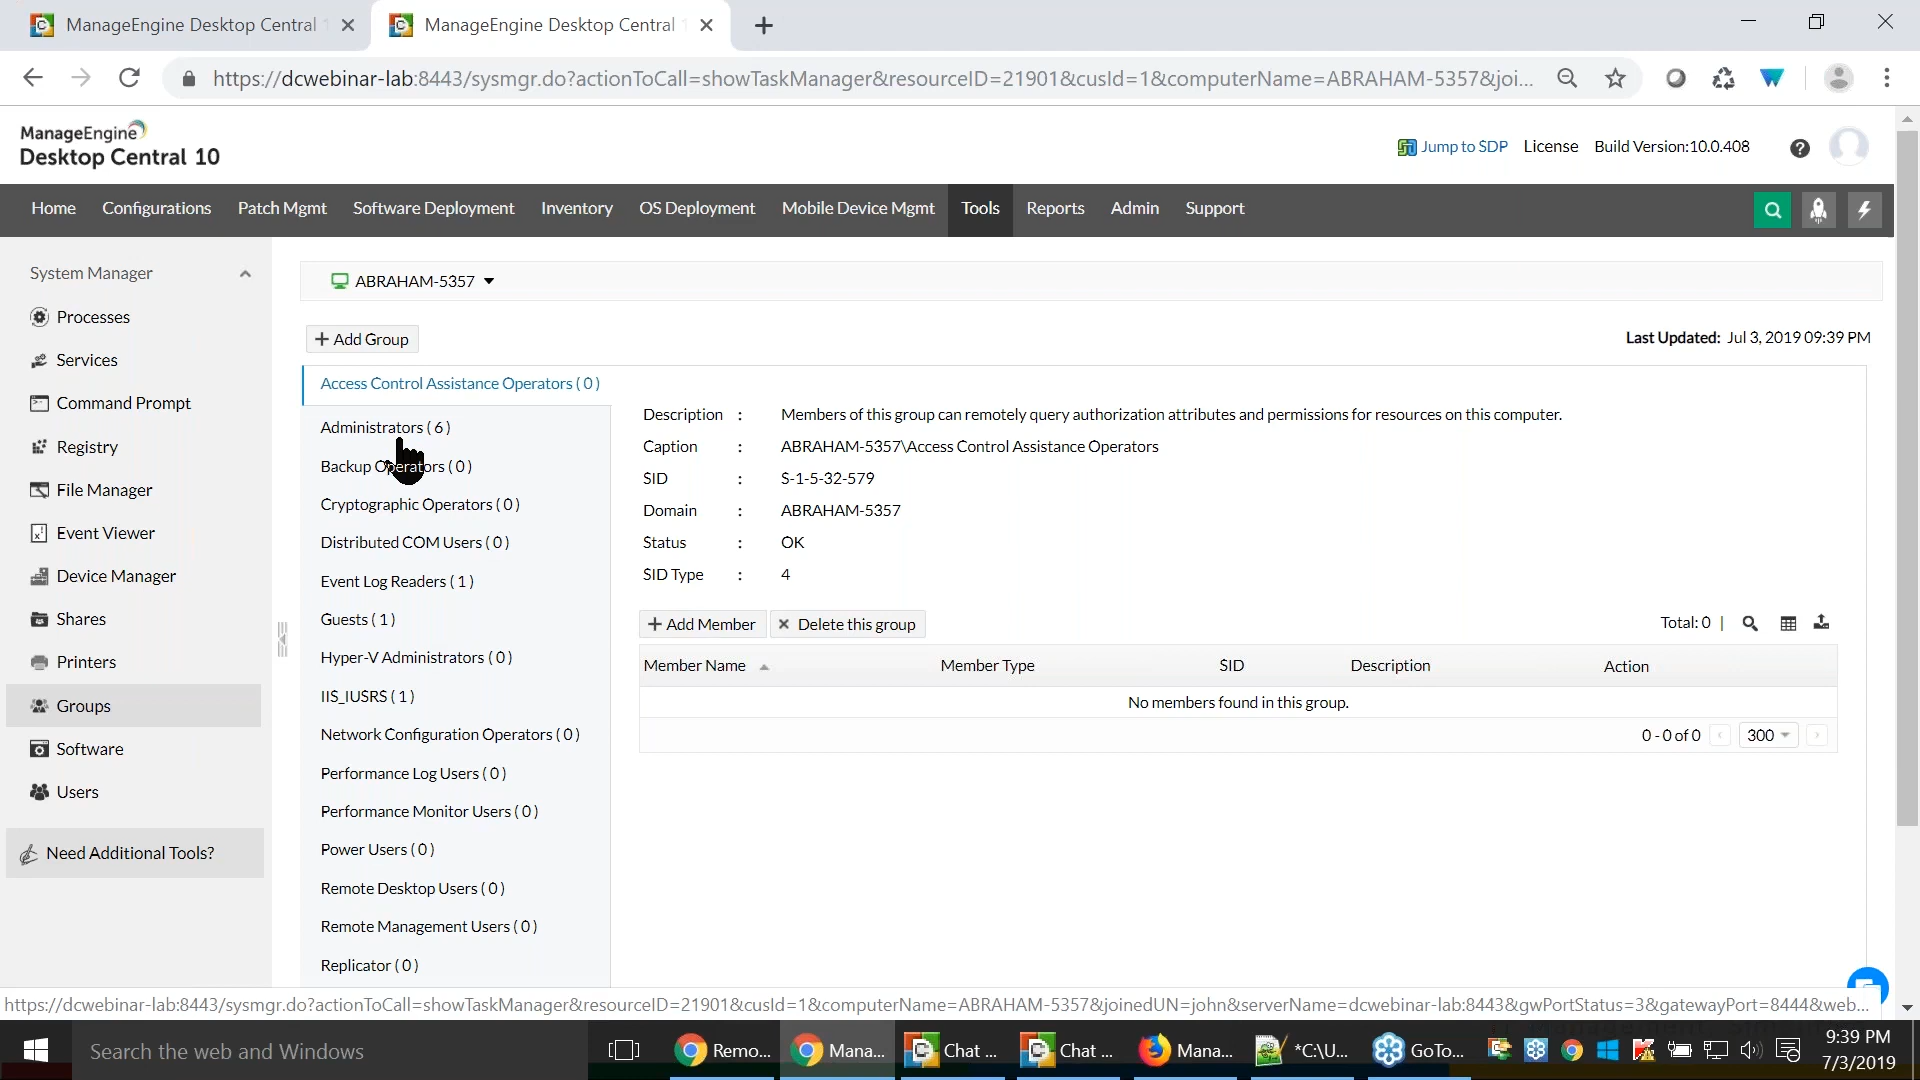 ManageEngine Desktop Central
ManageEngine Desktop Central
https://dcwebinar-lab:8443/sysmgr.do?actionToCall=showTaskManager&resourceID=21901&cusId=1&computerName=ABRAHAM-5357&joi...
ManageEngine
Desktop Central 10
Jump to SDP License Build Version:10.0.408
Home Configurations Patch Mgmt Software Deployment Inventory OS Deployment Mobile Device Mgmt Tools Reports Admin Support
System Manager
Processes
Services
Command Prompt
Registry
File Manager
Event Viewer
Device Manager
Shares
Printers
Groups
Software
Users
Need Additional Tools?
ABRAHAM-5357
+ Add Group
Last Updated: Jul 3, 2019 09:39 PM
Access Control Assistance Operators ( 0 )
Administrators ( 6 )
Backup Operators ( 0 )
Cryptographic Operators ( 0 )
Distributed COM Users ( 0 )
Event Log Readers ( 1 )
Guests ( 1 )
Hyper-V Administrators ( 0 )
IIS_IUSRS ( 1 )
Network Configuration Operators ( 0 )
Performance Log Users ( 0 )
Performance Monitor Users ( 0 )
Power Users ( 0 )
Remote Desktop Users ( 0 )
Remote Management Users ( 0 )
Replicator ( 0 )
Description : Members of this group can remotely query authorization attributes and permissions for resources on this computer.
Caption : ABRAHAM-5357\Access Control Assistance Operators
SID : S-1-5-32-579
Domain : ABRAHAM-5357
Status : OK
SID Type : 4
+ Add Member × Delete this group
Total: 0 |
Member Name Member Type SID Description Action
No members found in this group.
0 - 0 of 0 300
https://dcwebinar-lab:8443/sysmgr.do?actionToCall=showTaskManager&resourceID=21901&cusId=1&computerName=ABRAHAM-5357&joinedUN=john&serverName=dcwebinar-lab:8443&gwPortStatus=3&gatewayPort=8444&web...
Search the web and Windows
Remo...
Mana...
Chat ...
Chat ...
Mana...
*C:\U...
GoTo...
9:39 PM
7/3/2019